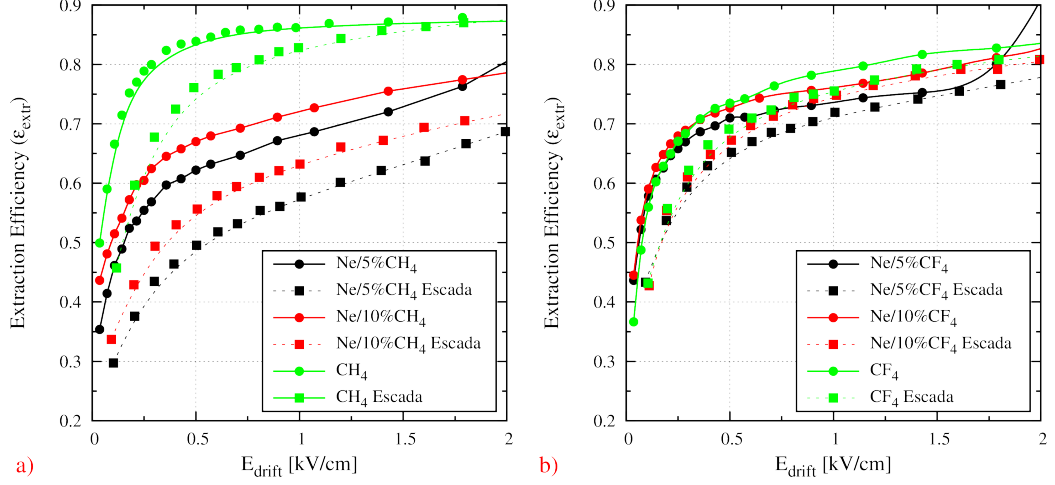 0.9
0.8
0.7
0.6
0.5
0.4
0.3
0.2
0
0.5
1
1.5
2
Extraction Efficiency (ε_extr)
E_drift [kV/cm]
Ne/5%CH₄
Ne/5%CH₄ Escada
Ne/10%CH₄
Ne/10%CH₄ Escada
CH₄
CH₄ Escada
a)
0.9
0.8
0.7
0.6
0.5
0.4
0.3
0.2
0
0.5
1
1.5
2
Extraction Efficiency (ε_extr)
E_drift [kV/cm]
Ne/5%CF₄
Ne/5%CF₄ Escada
Ne/10%CF₄
Ne/10%CF₄ Escada
CF₄
CF₄ Escada
b)